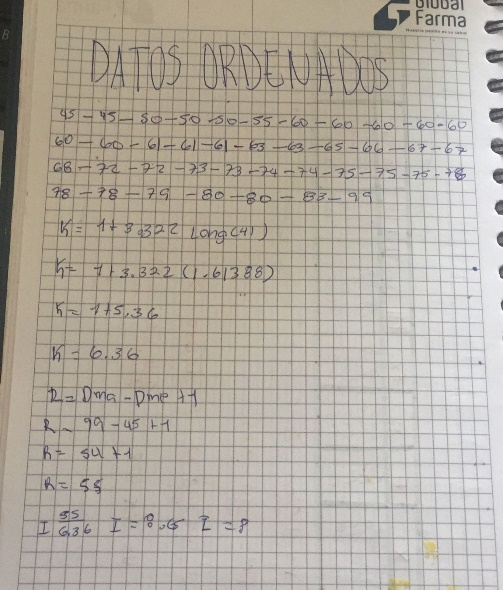 Global
Farma
DATOS ORDENADOS
45 - 45 - 50 - 50 - 50 - 55 - 60 - 60 - 60 - 60 - 60
60 - 60 - 61 - 61 - 61 - 63 - 63 - 65 - 66 - 67 - 67
68 - 72 - 72 - 73 - 73 - 74 - 74 - 75 - 75 - 75 - 78
78 - 78 - 79 - 80 - 80 - 83 - 99
K = 1 + 3.322 Long(41)
K = 1 + 3.322 (1.61388)
K = 1 + 5.36
K = 6.36
R = Dma - Dme + 1
R = 99 - 45 + 1
R = 54 + 1
R = 55
I 55/6.36 I = 8.6 I = 8